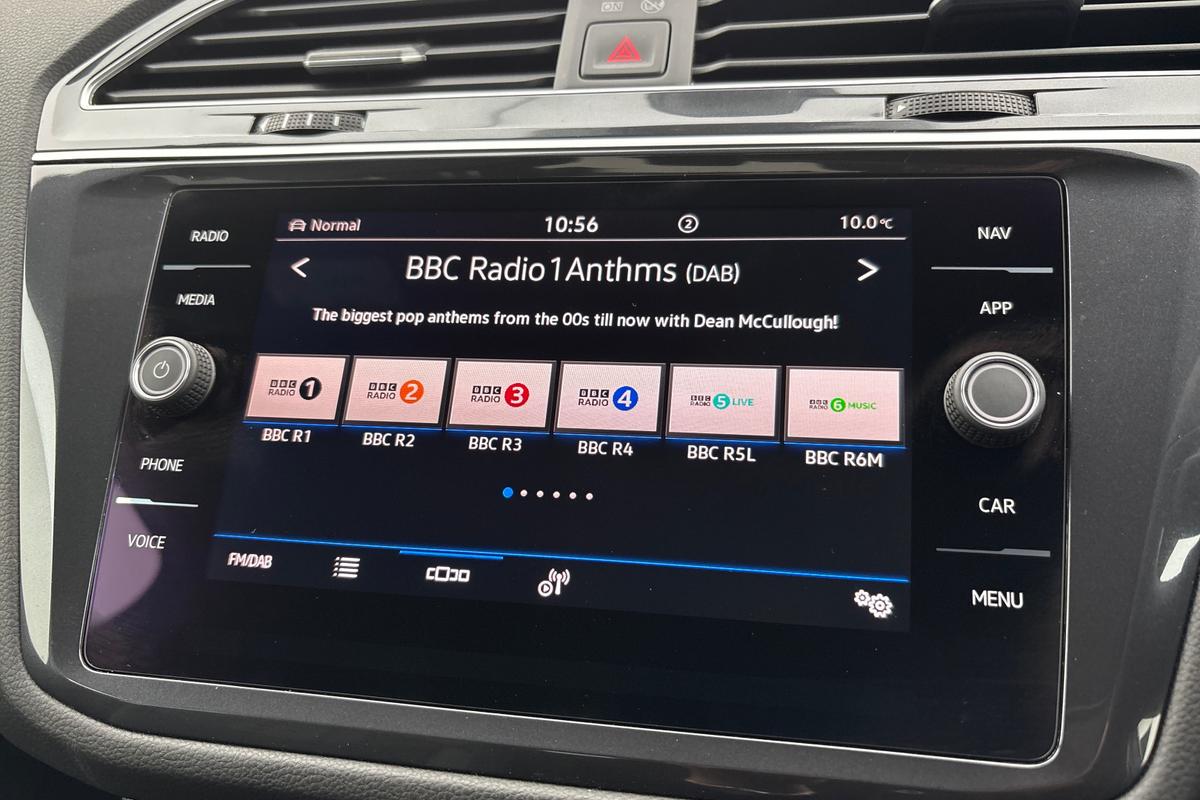 ON
RADIO
MEDIA
PHONE
VOICE
Normal 10:56 2 10.0°C
< BBC Radio1Anthms (DAB) >
The biggest pop anthems from the 00s till now with Dean McCullough!
BBC RADIO 1
BBC RADIO 2
BBC RADIO 3
BBC RADIO 4
BBC RADIO 5 LIVE
BBC RADIO 6 MUSIC
BBC R1 BBC R2 BBC R3 BBC R4 BBC R5L BBC R6M
FM/DAB
NAV
APP
CAR
MENU